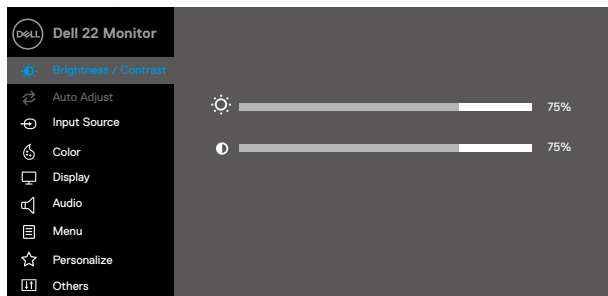 DELL
Dell 22 Monitor
Brightness / Contrast
Auto Adjust
Input Source
Color
Display
Audio
Menu
Personalize
Others
75%
75%